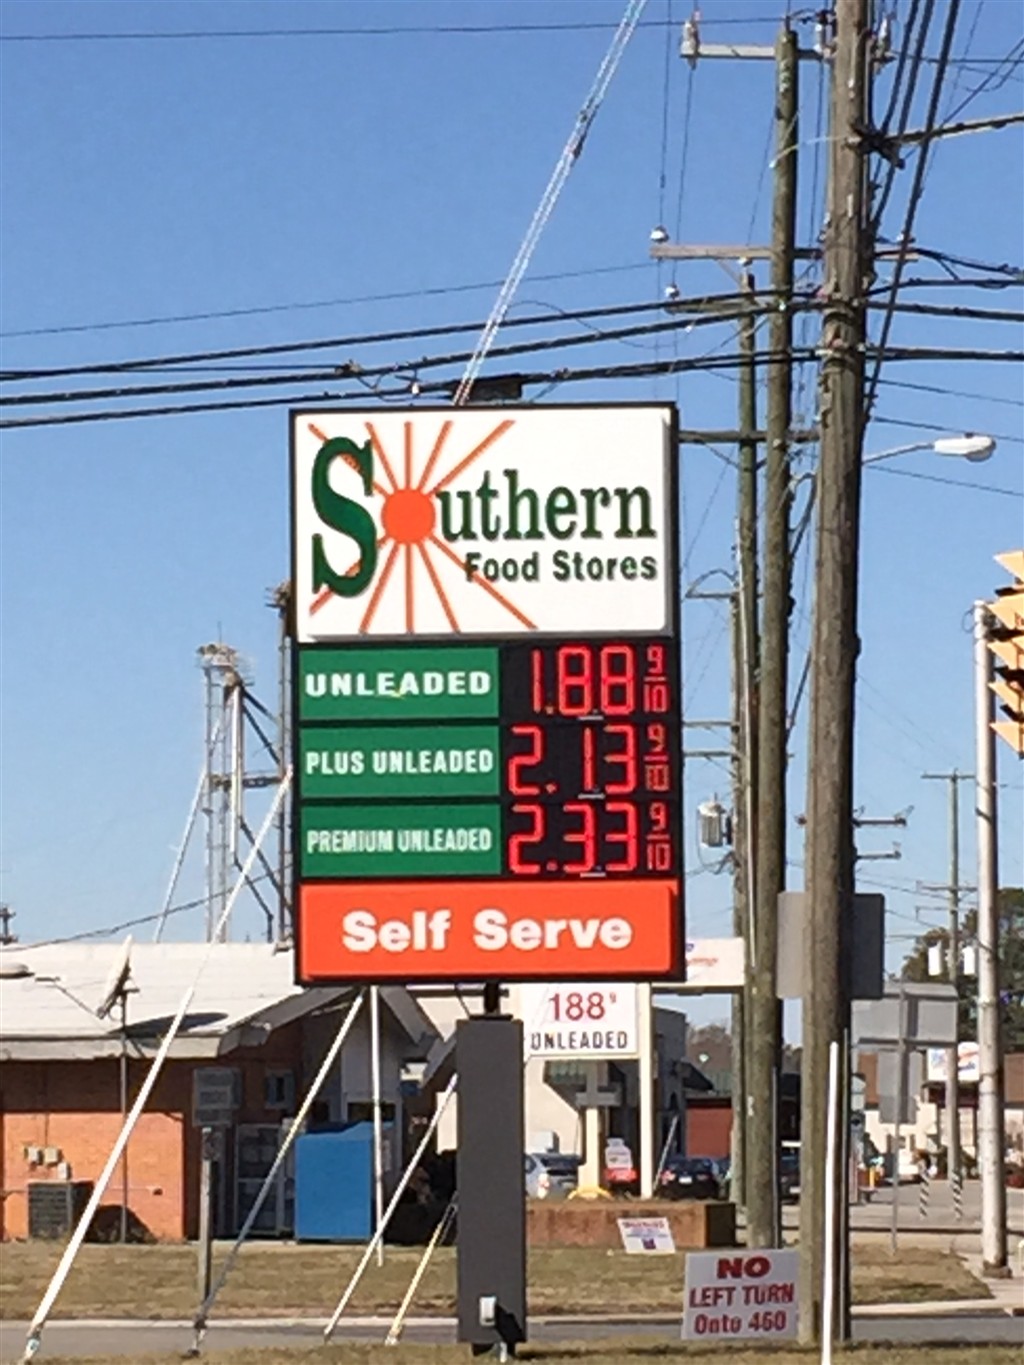 Southern
Food Stores
UNLEADED 1.88 9/10
PLUS UNLEADED 2.13 9/10
PREMIUM UNLEADED 2.33 9/10
Self Serve
188 9
UNLEADED
NO
LEFT TURN
Onto 460